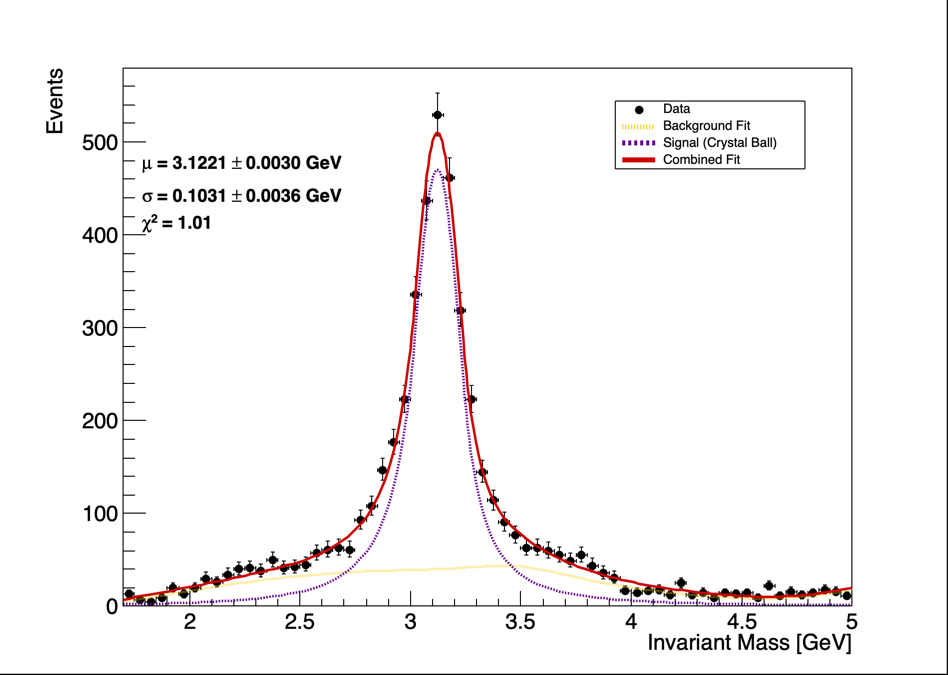 Events
500
400
300
200
100
0
μ = 3.1221 ± 0.0030 GeV
σ = 0.1031 ± 0.0036 GeV
χ² = 1.01
Data
Background Fit
Signal (Crystal Ball)
Combined Fit
2 2.5 3 3.5 4 4.5 5
Invariant Mass [GeV]